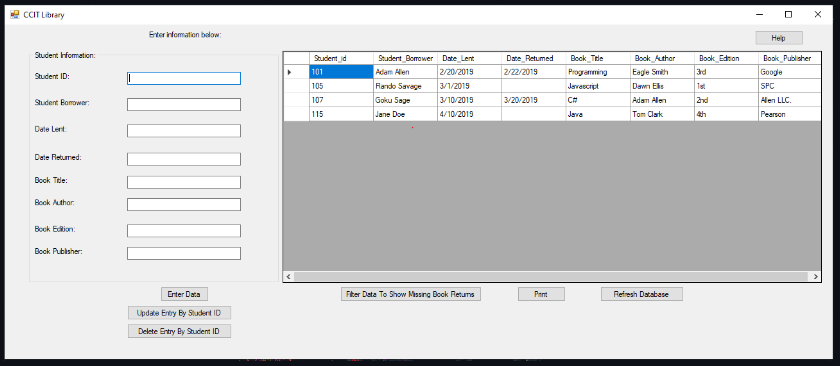 CCIT Library
Enter information below:
Help
Student Information:
Student ID:
Student Borrower:
Date Lent:
Date Returned:
Book Title:
Book Author:
Book Edition:
Book Publisher:
Student_id Student_Borrower Date_Lent Date_Returned Book_Title Book_Author Book_Edition Book_Publisher
101 Adam Allen 2/20/2019 2/22/2019 Programming Eagle Smith 3rd Google
105 Rando Savage 3/1/2019 Javascript Dawn Ellis 1st SPC
107 Goku Sage 3/10/2019 3/20/2019 C# Adam Allen 2nd Allen LLC.
115 Jane Doe 4/10/2019 Java Tom Clark 4th Pearson
Enter Data
Filter Data To Show Missing Book Returns
Print
Refresh Database
Update Entry By Student ID
Delete Entry By Student ID